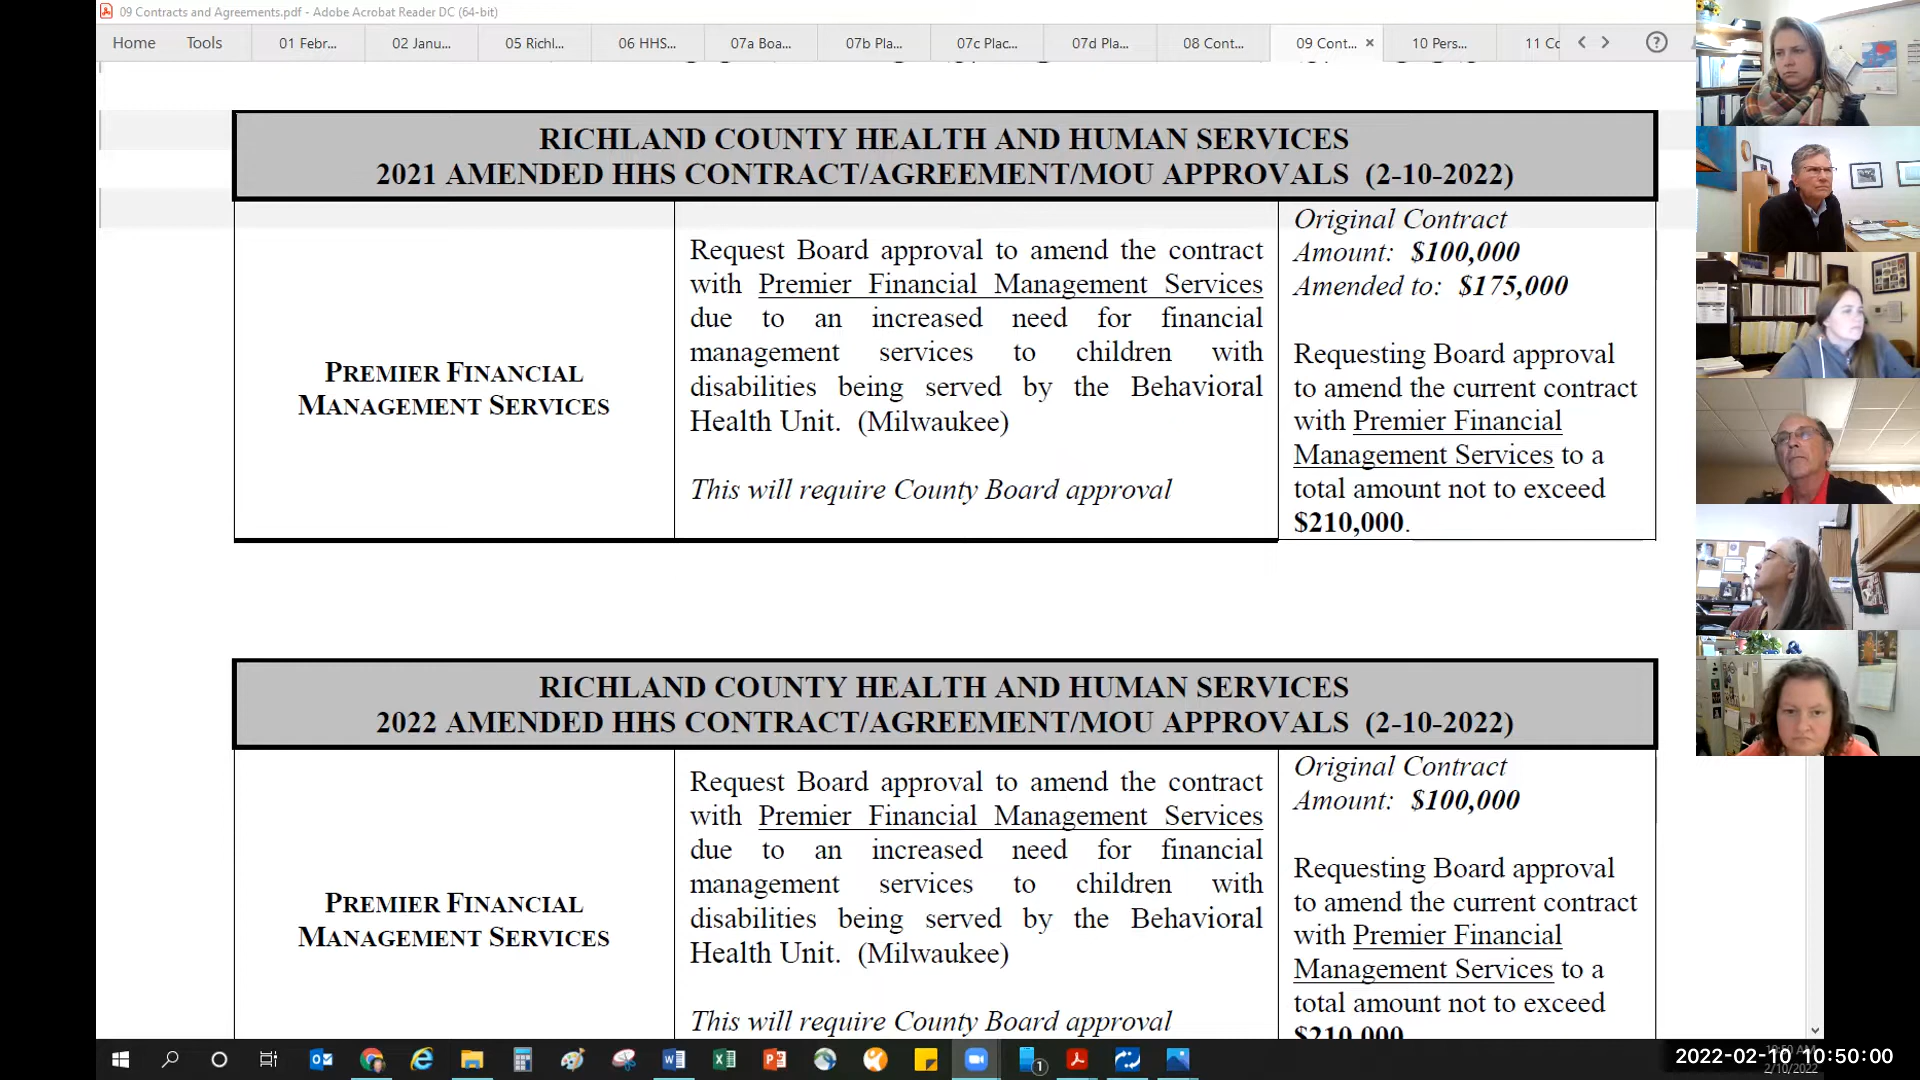 09 Contracts and Agreements.pdf - Adobe Acrobat Reader DC (64-bit)
Home Tools 01 Febr... 02 Janu... 05 Richl... 06 HHS... 07a Boa... 07b Pla... 07c Plac... 07d Pla... 08 Cont... 09 Cont... 10 Pers... 11 Cc
RICHLAND COUNTY HEALTH AND HUMAN SERVICES
2021 AMENDED HHS CONTRACT/AGREEMENT/MOU APPROVALS (2-10-2022)
PREMIER FINANCIAL
MANAGEMENT SERVICES
Request Board approval to amend the contract
with Premier Financial Management Services
due to an increased need for financial
management services to children with
disabilities being served by the Behavioral
Health Unit. (Milwaukee)
This will require County Board approval
Original Contract
Amount: $100,000
Amended to: $175,000
Requesting Board approval
to amend the current contract
with Premier Financial
Management Services to a
total amount not to exceed
$210,000.
RICHLAND COUNTY HEALTH AND HUMAN SERVICES
2022 AMENDED HHS CONTRACT/AGREEMENT/MOU APPROVALS (2-10-2022)
PREMIER FINANCIAL
MANAGEMENT SERVICES
Request Board approval to amend the contract
with Premier Financial Management Services
due to an increased need for financial
management services to children with
disabilities being served by the Behavioral
Health Unit. (Milwaukee)
This will require County Board approval
Original Contract
Amount: $100,000
Requesting Board approval
to amend the current contract
with Premier Financial
Management Services to a
total amount not to exceed
$210,000
2022-02-10 10:50:00
2/10/2022